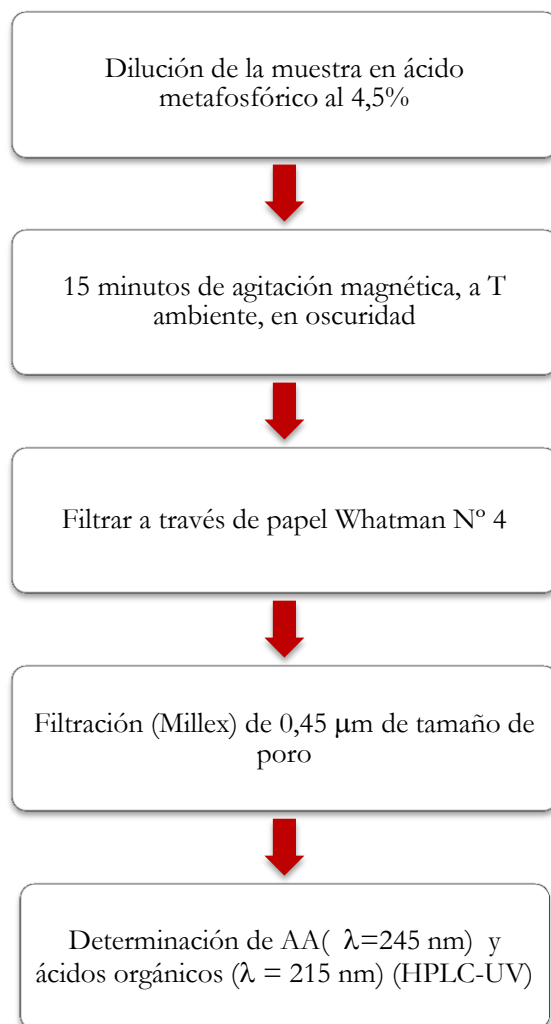 Dilución de la muestra en ácido
metafosfórico al 4,5%
15 minutos de agitación magnética, a T
ambiente, en oscuridad
Filtrar a través de papel Whatman Nº 4
Filtración (Millex) de 0,45 μm de tamaño de
poro
Determinación de AA( λ=245 nm) y
ácidos orgánicos (λ = 215 nm) (HPLC-UV)